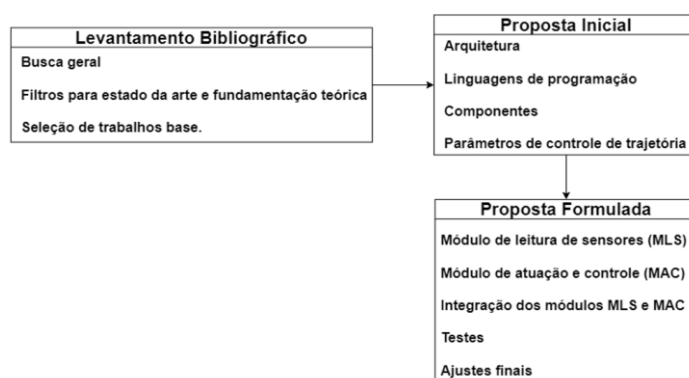 Levantamento Bibliográfico
Busca geral
Filtros para estado da arte e fundamentação teórica
Seleção de trabalhos base.
Proposta Inicial
Arquitetura
Linguagens de programação
Componentes
Parâmetros de controle de trajetória
Proposta Formulada
Módulo de leitura de sensores (MLS)
Módulo de atuação e controle (MAC)
Integração dos módulos MLS e MAC
Testes
Ajustes finais